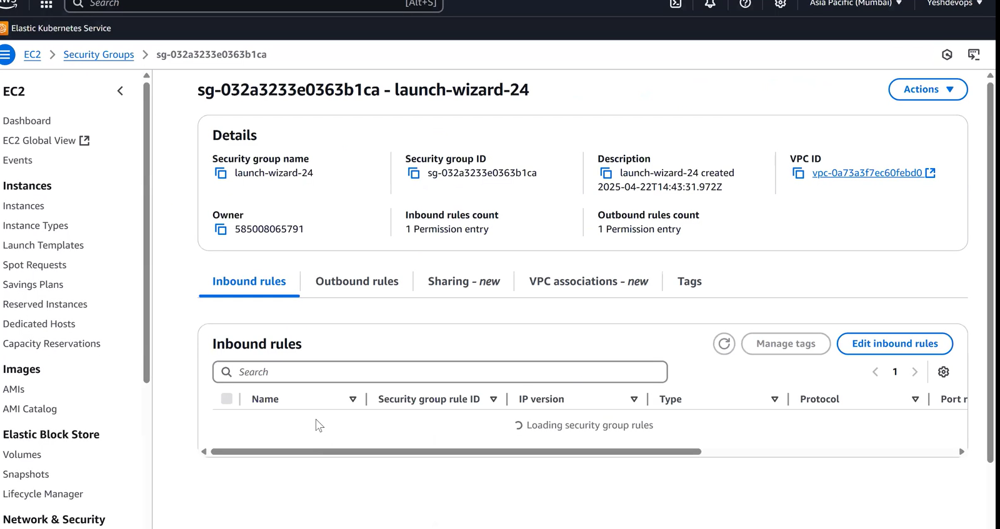 Search [Alt+S] Asia Pacific (Mumbai) Yeshdevops
Elastic Kubernetes Service
EC2 Security Groups sg-032a3233e0363b1ca
EC2
Dashboard
EC2 Global View
Events
Instances
Instances
Instance Types
Launch Templates
Spot Requests
Savings Plans
Reserved Instances
Dedicated Hosts
Capacity Reservations
Images
AMIs
AMI Catalog
Elastic Block Store
Volumes
Snapshots
Lifecycle Manager
Network & Security
sg-032a3233e0363b1ca - launch-wizard-24
Actions
Details
Security group name
launch-wizard-24
Security group ID
sg-032a3233e0363b1ca
Description
launch-wizard-24 created
2025-04-22T14:43:31.972Z
VPC ID
vpc-0a73a3f7ec60febd0
Owner
585008065791
Inbound rules count
1 Permission entry
Outbound rules count
1 Permission entry
Inbound rules Outbound rules Sharing - new VPC associations - new Tags
Inbound rules
Manage tags Edit inbound rules
Search
1
Name Security group rule ID IP version Type Protocol Port r
Loading security group rules